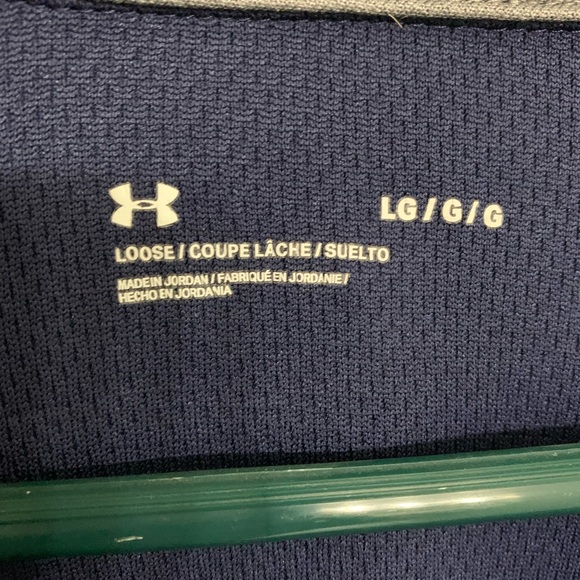 LG / G / G
LOOSE / COUPE LÂCHE / SUELTO
MADE IN JORDAN / FABRIQUÉ EN JORDANIE /
HECHO EN JORDANIA